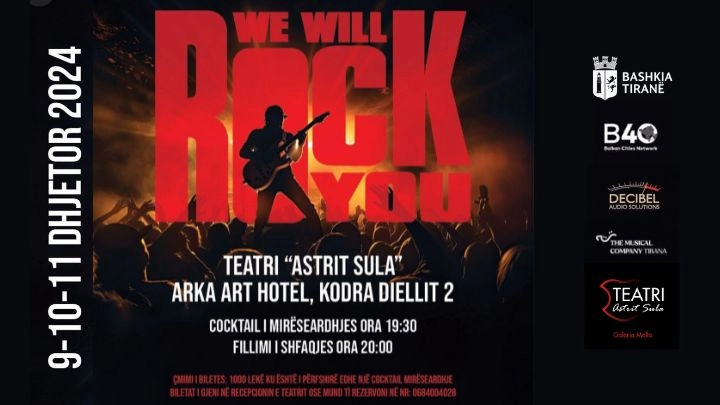 9-10-11 DHJETOR 2024
WE WILL
ROCK
YOU
TEATRI “ASTRIT SULA”
ARKA ART HOTEL, KODRA DIELLIT 2
COCKTAIL I MIRËSEARDHJES ORA 19:30
FILLIMI I SHFAQJES ORA 20:00
ÇMIMI I BILETES: 1000 LEKË KU ËSHTË I PËRFSHIRË EDHE NJË COCKTAIL MIRËSEARDHJE
BILETAT I GJENI NË RECEPCIONIN E TEATRIT OSE MUND TI REZERVONI NË NR: 0684004028
BASHKIA
TIRANË
B40
Balkan Cities Network
DECIBEL
AUDIO SOLUTIONS
THE MUSICAL
COMPANY TIRANA
TEATRI
Astrit Sula
Galeria Molla